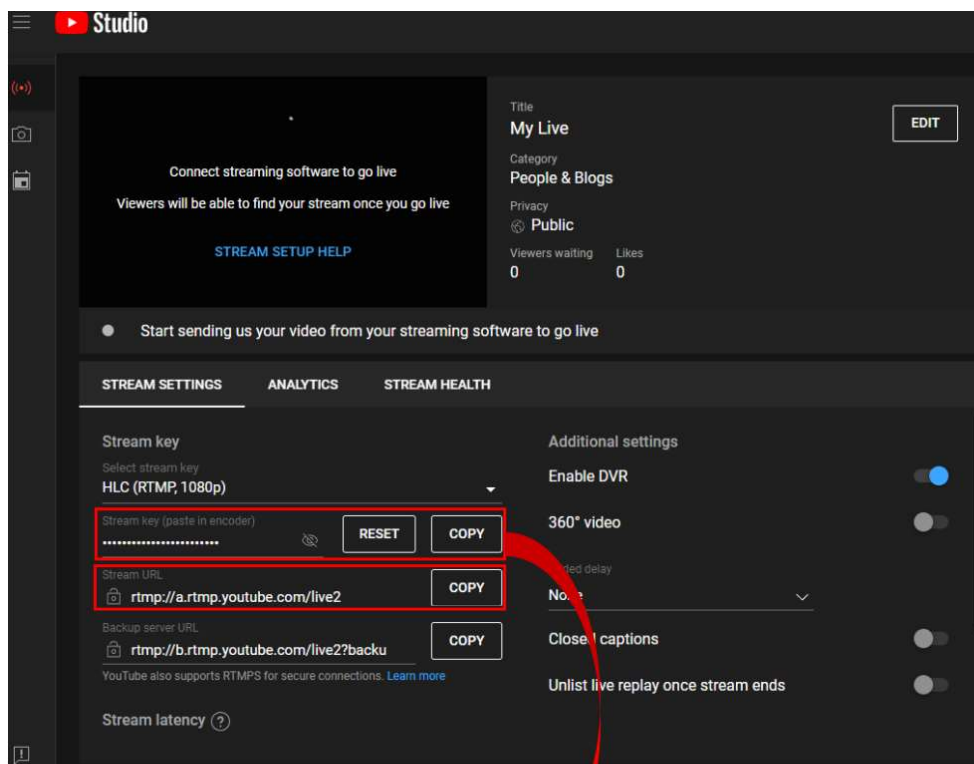 Studio
Connect streaming software to go live
Viewers will be able to find your stream once you go live
STREAM SETUP HELP
Title
My Live
EDIT
Category
People & Blogs
Privacy
Public
Viewers waiting Likes
0 0
Start sending us your video from your streaming software to go live
STREAM SETTINGS ANALYTICS STREAM HEALTH
Stream key
Select stream key
HLC (RTMP, 1080p)
Stream key (paste in encoder)
••••••••••••••••••••••••
RESET COPY
Stream URL
rtmp://a.rtmp.youtube.com/live2
COPY
Backup server URL
rtmp://b.rtmp.youtube.com/live2?backu
COPY
YouTube also supports RTMPS for secure connections. Learn more
Stream latency ?
Additional settings
Enable DVR
360° video
delay
None
Closed captions
Unlist live replay once stream ends